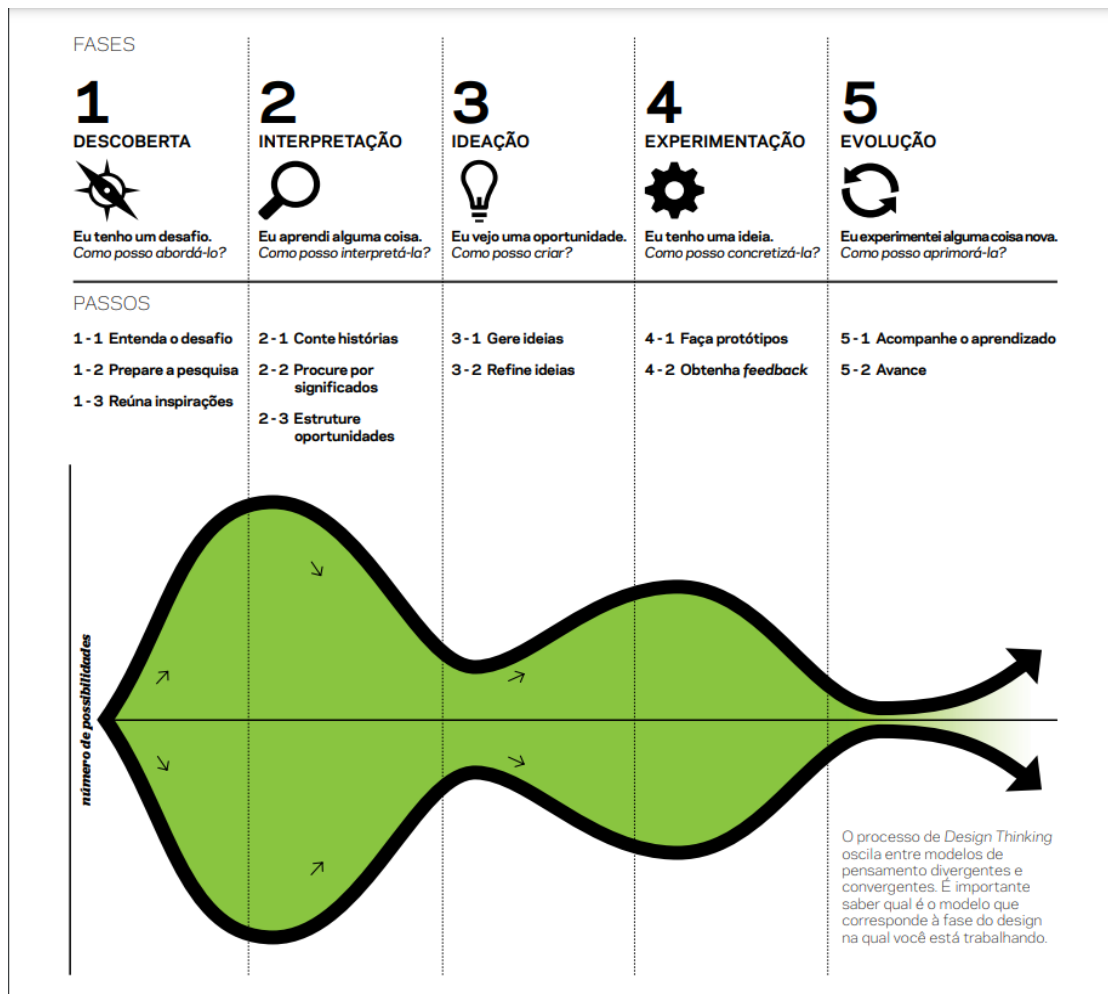 FASES
1
DESCOBERTA
Eu tenho um desafio.
Como posso abordá-lo?
2
INTERPRETAÇÃO
Eu aprendi alguma coisa.
Como posso interpretá-la?
3
IDEAÇÃO
Eu vejo uma oportunidade.
Como posso criar?
4
EXPERIMENTAÇÃO
Eu tenho uma ideia.
Como posso concretizá-la?
5
EVOLUÇÃO
Eu experimentei alguma coisa nova.
Como posso aprimorá-la?
PASSOS
1 - 1 Entenda o desafio
1 - 2 Prepare a pesquisa
1 - 3 Reúna inspirações
2 - 1 Conte histórias
2 - 2 Procure por
significados
2 - 3 Estruture
oportunidades
3 - 1 Gere ideias
3 - 2 Refine ideias
4 - 1 Faça protótipos
4 - 2 Obtenha feedback
5 - 1 Acompanhe o aprendizado
5 - 2 Avance
número de possibilidades
O processo de Design Thinking
oscila entre modelos de
pensamento divergentes e
convergentes. É importante
saber qual é o modelo que
corresponde à fase do design
na qual você está trabalhando.